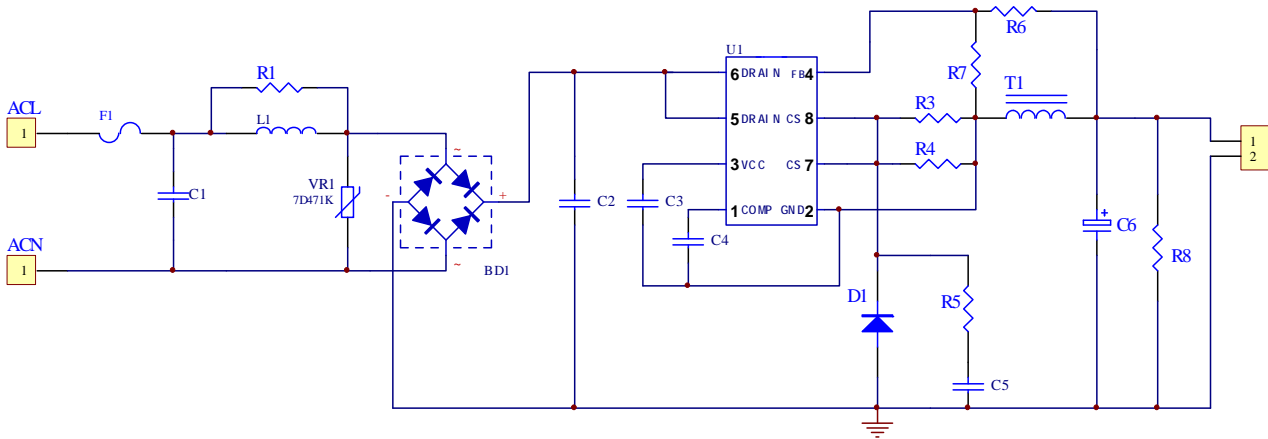 ACL
1
F1
R1
L1
C1
VR1
7D471K
ACN
1
~
-
+
~
BD1
C2
C3
C4
U1
6 DRAIN FB 4
5 DRAIN CS 8
3 VCC CS 7
1 COMP GND 2
R6
R7
R3
R4
T1
D1
R5
C5
+
C6
R8
1
2